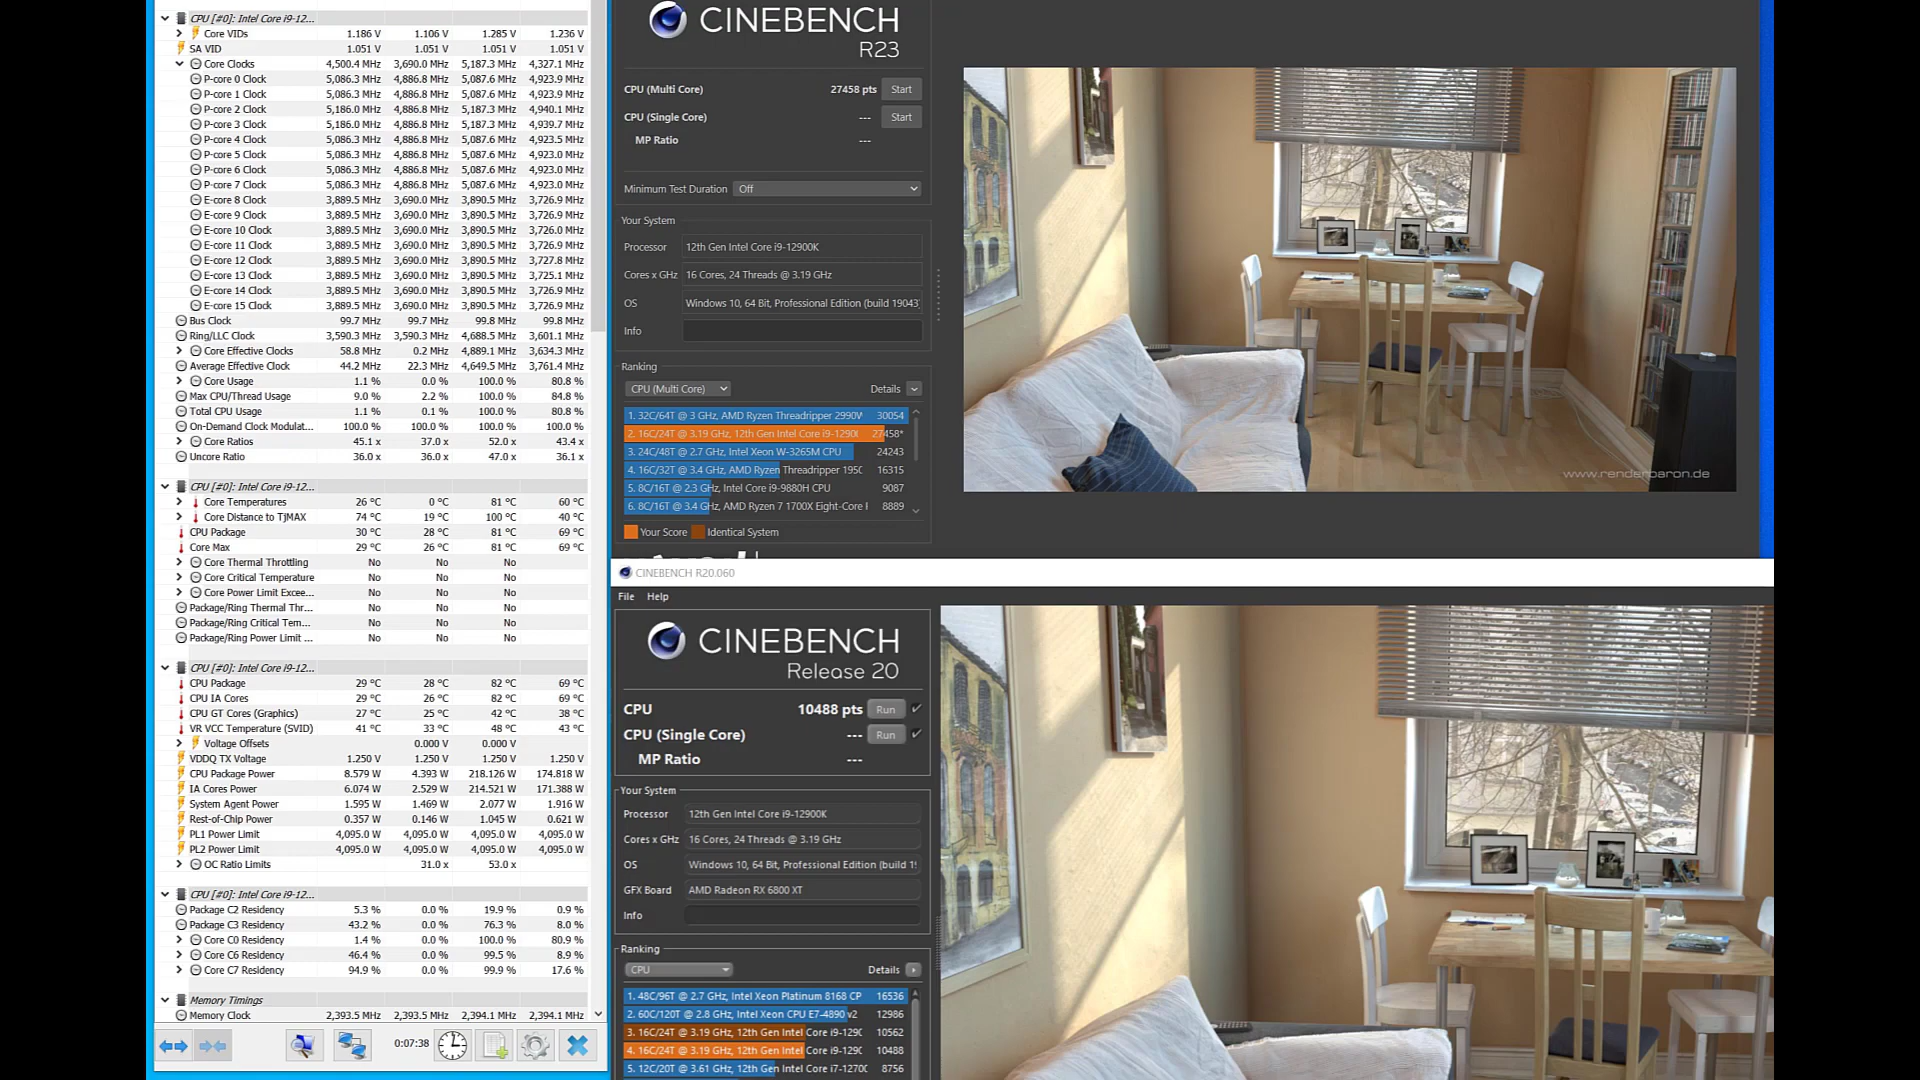 CPU [#0]: Intel Core i9-12...
Core VIDs 1.186 V 1.106 V 1.285 V 1.236 V
SA VID 1.051 V 1.051 V 1.051 V 1.051 V
Core Clocks 4,500.4 MHz 3,690.0 MHz 5,187.3 MHz 4,327.1 MHz
P-core 0 Clock 5,086.3 MHz 4,886.8 MHz 5,087.6 MHz 4,923.9 MHz
P-core 1 Clock 5,086.3 MHz 4,886.8 MHz 5,087.6 MHz 4,923.9 MHz
P-core 2 Clock 5,186.0 MHz 4,886.8 MHz 5,187.3 MHz 4,940.1 MHz
P-core 3 Clock 5,186.0 MHz 4,886.8 MHz 5,187.3 MHz 4,939.7 MHz
P-core 4 Clock 5,086.3 MHz 4,886.8 MHz 5,087.6 MHz 4,923.5 MHz
P-core 5 Clock 5,086.3 MHz 4,886.8 MHz 5,087.6 MHz 4,923.0 MHz
P-core 6 Clock 5,086.3 MHz 4,886.8 MHz 5,087.6 MHz 4,923.0 MHz
P-core 7 Clock 5,086.3 MHz 4,886.8 MHz 5,087.6 MHz 4,923.0 MHz
E-core 8 Clock 3,889.5 MHz 3,690.0 MHz 3,890.5 MHz 3,726.9 MHz
E-core 9 Clock 3,889.5 MHz 3,690.0 MHz 3,890.5 MHz 3,726.9 MHz
E-core 10 Clock 3,889.5 MHz 3,690.0 MHz 3,890.5 MHz 3,726.0 MHz
E-core 11 Clock 3,889.5 MHz 3,690.0 MHz 3,890.5 MHz 3,726.9 MHz
E-core 12 Clock 3,889.5 MHz 3,690.0 MHz 3,890.5 MHz 3,727.8 MHz
E-core 13 Clock 3,889.5 MHz 3,690.0 MHz 3,890.5 MHz 3,725.1 MHz
E-core 14 Clock 3,889.5 MHz 3,690.0 MHz 3,890.5 MHz 3,726.9 MHz
E-core 15 Clock 3,889.5 MHz 3,690.0 MHz 3,890.5 MHz 3,726.9 MHz
Bus Clock 99.7 MHz 99.7 MHz 99.8 MHz 99.8 MHz
Ring/LLC Clock 3,590.3 MHz 3,590.3 MHz 4,688.5 MHz 3,601.1 MHz
Core Effective Clocks 58.8 MHz 0.2 MHz 4,889.1 MHz 3,634.3 MHz
Average Effective Clock 44.2 MHz 22.3 MHz 4,649.5 MHz 3,761.4 MHz
Core Usage 1.1 % 0.0 % 100.0 % 80.8 %
Max CPU/Thread Usage 9.0 % 2.2 % 100.0 % 84.8 %
Total CPU Usage 1.1 % 0.1 % 100.0 % 80.8 %
On-Demand Clock Modulat... 100.0 % 100.0 % 100.0 % 100.0 %
Core Ratios 45.1 x 37.0 x 52.0 x 43.4 x
Uncore Ratio 36.0 x 36.0 x 47.0 x 36.1 x
CPU [#0]: Intel Core i9-12...
Core Temperatures 26 °C 0 °C 81 °C 60 °C
Core Distance to TjMAX 74 °C 19 °C 100 °C 40 °C
CPU Package 30 °C 28 °C 81 °C 69 °C
Core Max 29 °C 26 °C 81 °C 69 °C
Core Thermal Throttling No No No
Core Critical Temperature No No No
Core Power Limit Excee... No No No
Package/Ring Thermal Thr... No No No
Package/Ring Critical Tem... No No No
Package/Ring Power Limit ... No No No
CPU [#0]: Intel Core i9-12...
CPU Package 29 °C 28 °C 82 °C 69 °C
CPU IA Cores 29 °C 26 °C 82 °C 69 °C
CPU GT Cores (Graphics) 27 °C 25 °C 42 °C 38 °C
VR VCC Temperature (SVID) 41 °C 33 °C 48 °C 43 °C
Voltage Offsets 0.000 V 0.000 V
VDDQ TX Voltage 1.250 V 1.250 V 1.250 V 1.250 V
CPU Package Power 8.579 W 4.393 W 218.126 W 174.818 W
IA Cores Power 6.074 W 2.529 W 214.521 W 171.388 W
System Agent Power 1.595 W 1.469 W 2.077 W 1.916 W
Rest-of-Chip Power 0.357 W 0.146 W 1.045 W 0.621 W
PL1 Power Limit 4,095.0 W 4,095.0 W 4,095.0 W 4,095.0 W
PL2 Power Limit 4,095.0 W 4,095.0 W 4,095.0 W 4,095.0 W
OC Ratio Limits 31.0 x 53.0 x
CPU [#0]: Intel Core i9-12...
Package C2 Residency 5.3 % 0.0 % 19.9 % 0.9 %
Package C3 Residency 43.2 % 0.0 % 76.3 % 8.0 %
Core C0 Residency 1.4 % 0.0 % 100.0 % 80.9 %
Core C6 Residency 46.4 % 0.0 % 99.5 % 8.9 %
Core C7 Residency 94.9 % 0.0 % 99.9 % 17.6 %
Memory Timings
Memory Clock 2,393.5 MHz 2,393.5 MHz 2,394.1 MHz 2,394.1 MHz
0:07:38
CINEBENCH
R23
CPU (Multi Core) 27458 pts Start
CPU (Single Core) --- Start
MP Ratio ---
Minimum Test Duration Off
Your System
Processor 12th Gen Intel Core i9-12900K
Cores x GHz 16 Cores, 24 Threads @ 3.19 GHz
OS Windows 10, 64 Bit, Professional Edition (build 19043
Info
Ranking
CPU (Multi Core) Details
1. 32C/64T @ 3 GHz, AMD Ryzen Threadripper 2990W 30054
2. 16C/24T @ 3.19 GHz, 12th Gen Intel Core i9-1290 27458*
3. 24C/48T @ 2.7 GHz, Intel Xeon W-3265M CPU 24243
4. 16C/32T @ 3.4 GHz, AMD Ryzen Threadripper 195 16315
5. 8C/16T @ 2.3 GHz, Intel Core i9-9880H CPU 9087
6. 8C/16T @ 3.4 GHz, AMD Ryzen 7 1700X Eight-Core 8889
Your Score Identical System
www.renderbaron.de
CINEBENCH R20.060
File Help
CINEBENCH
Release 20
CPU 10488 pts Run
CPU (Single Core) --- Run
MP Ratio ---
Your System
Processor 12th Gen Intel Core i9-12900K
Cores x GHz 16 Cores, 24 Threads @ 3.19 GHz
OS Windows 10, 64 Bit, Professional Edition (build 1
GFX Board AMD Radeon RX 6800 XT
Info
Ranking
CPU Details
1. 48C/96T @ 2.7 GHz, Intel Xeon Platinum 8168 CP 16536
2. 60C/120T @ 2.8 GHz, Intel Xeon CPU E7-4890 v2 12986
3. 16C/24T @ 3.19 GHz, 12th Gen Intel Core i9-129 10562
4. 16C/24T @ 3.19 GHz, 12th Gen Intel Core i9-129 10488
5. 12C/20T @ 3.61 GHz, 12th Gen Intel Core i7-1270 8756